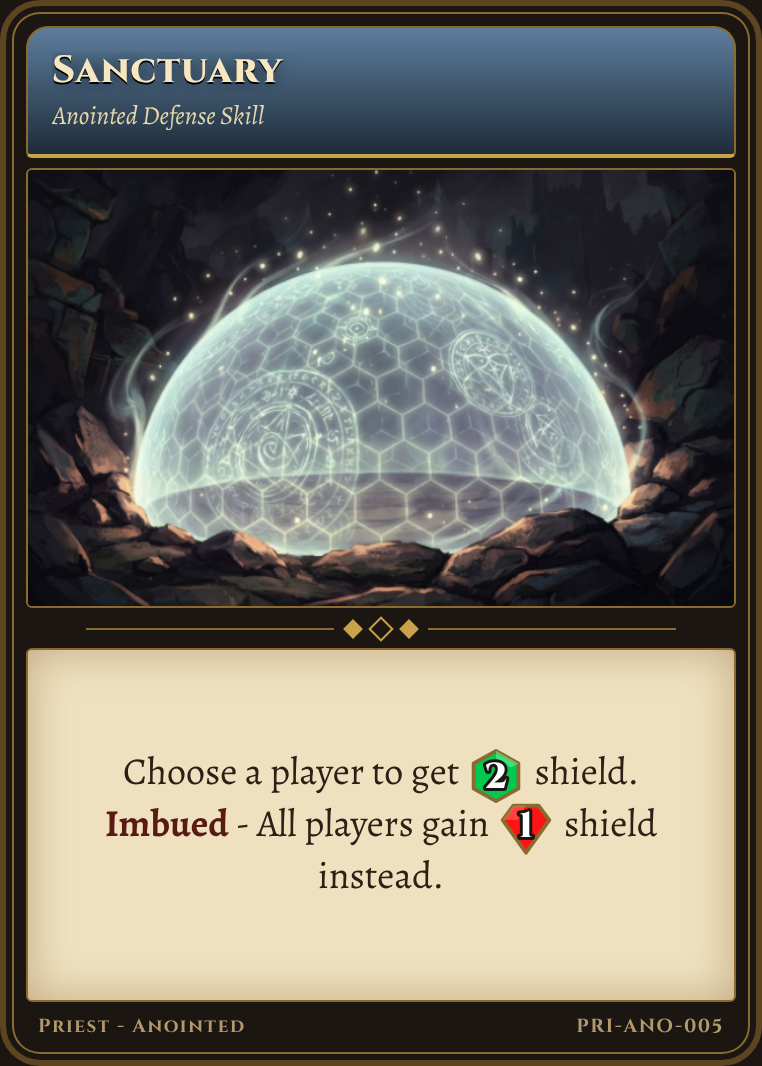 Sanctuary
Anointed Defense Skill
Choose a player to get 2 shield.
Imbued - All players gain 1 shield
instead.
Priest - Anointed
PRI-ANO-005